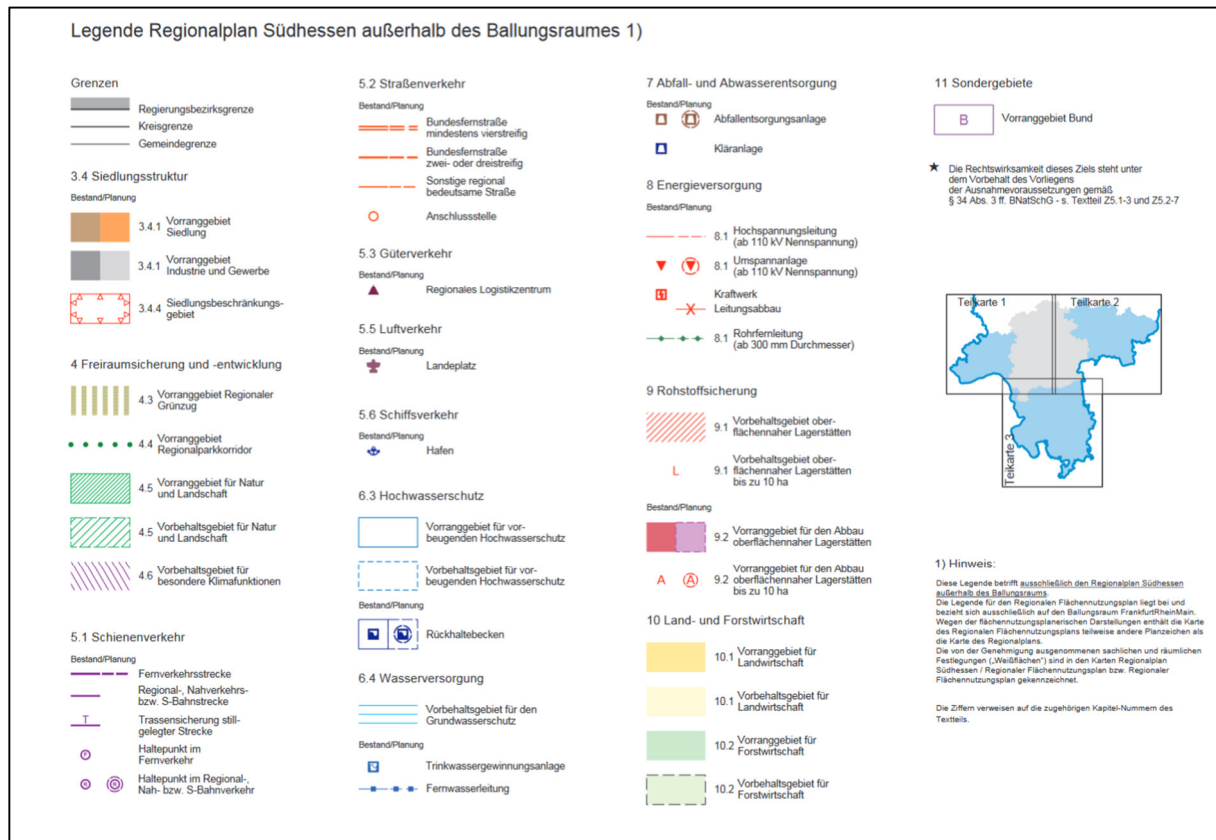 Legende Regionalplan Südhessen außerhalb des Ballungsraumes 1)
Grenzen
Regierungsbezirksgrenze
Kreisgrenze
Gemeindegrenze
3.4 Siedlungsstruktur
Bestand/Planung
3.4.1 Vorranggebiet
Siedlung
3.4.1 Vorranggebiet
Industrie und Gewerbe
3.4.4 Siedlungsbeschränkungs-
gebiet
4 Freiraumsicherung und -entwicklung
4.3 Vorranggebiet Regionaler
Grünzug
4.4 Vorranggebiet
Regionalparkkorridor
4.5 Vorranggebiet für Natur
und Landschaft
4.5 Vorbehaltsgebiet für Natur
und Landschaft
4.6 Vorbehaltsgebiet für
besondere Klimafunktionen
5.1 Schienenverkehr
Bestand/Planung
Fernverkehrsstrecke
Regional-, Nahverkehrs-
bzw. S-Bahnstrecke
T Trassensicherung still-
gelegter Strecke
F Haltepunkt im
Fernverkehr
R R Haltepunkt im Regional-,
Nah- bzw. S-Bahnverkehr
5.2 Straßenverkehr
Bestand/Planung
Bundesfernstraße
mindestens vierstreifig
Bundesfernstraße
zwei- oder dreistreifig
Sonstige regional
bedeutsame Straße
Anschlussstelle
5.3 Güterverkehr
Bestand/Planung
Regionales Logistikzentrum
5.5 Luftverkehr
Bestand/Planung
Landeplatz
5.6 Schiffsverkehr
Bestand/Planung
Hafen
6.3 Hochwasserschutz
Vorranggebiet für vor-
beugenden Hochwasserschutz
Vorbehaltsgebiet für vor-
beugenden Hochwasserschutz
Bestand/Planung
Rückhaltebecken
6.4 Wasserversorgung
Vorbehaltsgebiet für den
Grundwasserschutz
Bestand/Planung
Trinkwassergewinnungsanlage
Fernwasserleitung
7 Abfall- und Abwasserentsorgung
Bestand/Planung
Abfallentsorgungsanlage
Kläranlage
8 Energieversorgung
Bestand/Planung
8.1 Hochspannungsleitung
(ab 110 kV Nennspannung)
8.1 Umspannanlage
(ab 110 kV Nennspannung)
Kraftwerk
Leitungsabbau
8.1 Rohrfernleitung
(ab 300 mm Durchmesser)
9 Rohstoffsicherung
9.1 Vorbehaltsgebiet ober-
flächennaher Lagerstätten
L 9.1 Vorbehaltsgebiet ober-
flächennaher Lagerstätten
bis zu 10 ha
Bestand/Planung
9.2 Vorranggebiet für den Abbau
oberflächennaher Lagerstätten
A A 9.2 Vorranggebiet für den Abbau
oberflächennaher Lagerstätten
bis zu 10 ha
10 Land- und Forstwirtschaft
10.1 Vorranggebiet für
Landwirtschaft
10.1 Vorbehaltsgebiet für
Landwirtschaft
10.2 Vorranggebiet für
Forstwirtschaft
10.2 Vorbehaltsgebiet für
Forstwirtschaft
11 Sondergebiete
B Vorranggebiet Bund
★ Die Rechtswirksamkeit dieses Ziels steht unter
dem Vorbehalt des Vorliegens
der Ausnahmevoraussetzungen gemäß
§ 34 Abs. 3 ff. BNatSchG - s. Textteil Z5.1-3 und Z5.2-7
Teilkarte 1
Teilkarte 2
Teilkarte 3
1) Hinweis:
Diese Legende betrifft ausschließlich den Regionalplan Südhessen
außerhalb des Ballungsraums.
Die Legende für den Regionalen Flächennutzungsplan liegt bei und
bezieht sich ausschließlich auf den Ballungsraum FrankfurtRheinMain.
Wegen der flächennutzungsplanerischen Darstellungen enthält die Karte
des Regionalen Flächennutzungsplans teilweise andere Planzeichen als
die Karte des Regionalplans.
Die von der Genehmigung ausgenommenen sachlichen und räumlichen
Festlegungen („Weißflächen") sind in den Karten Regionalplan
Südhessen / Regionaler Flächennutzungsplan bzw. Regionaler
Flächennutzungsplan gekennzeichnet.
Die Ziffern verweisen auf die zugehörigen Kapitel-Nummern des
Textteils.